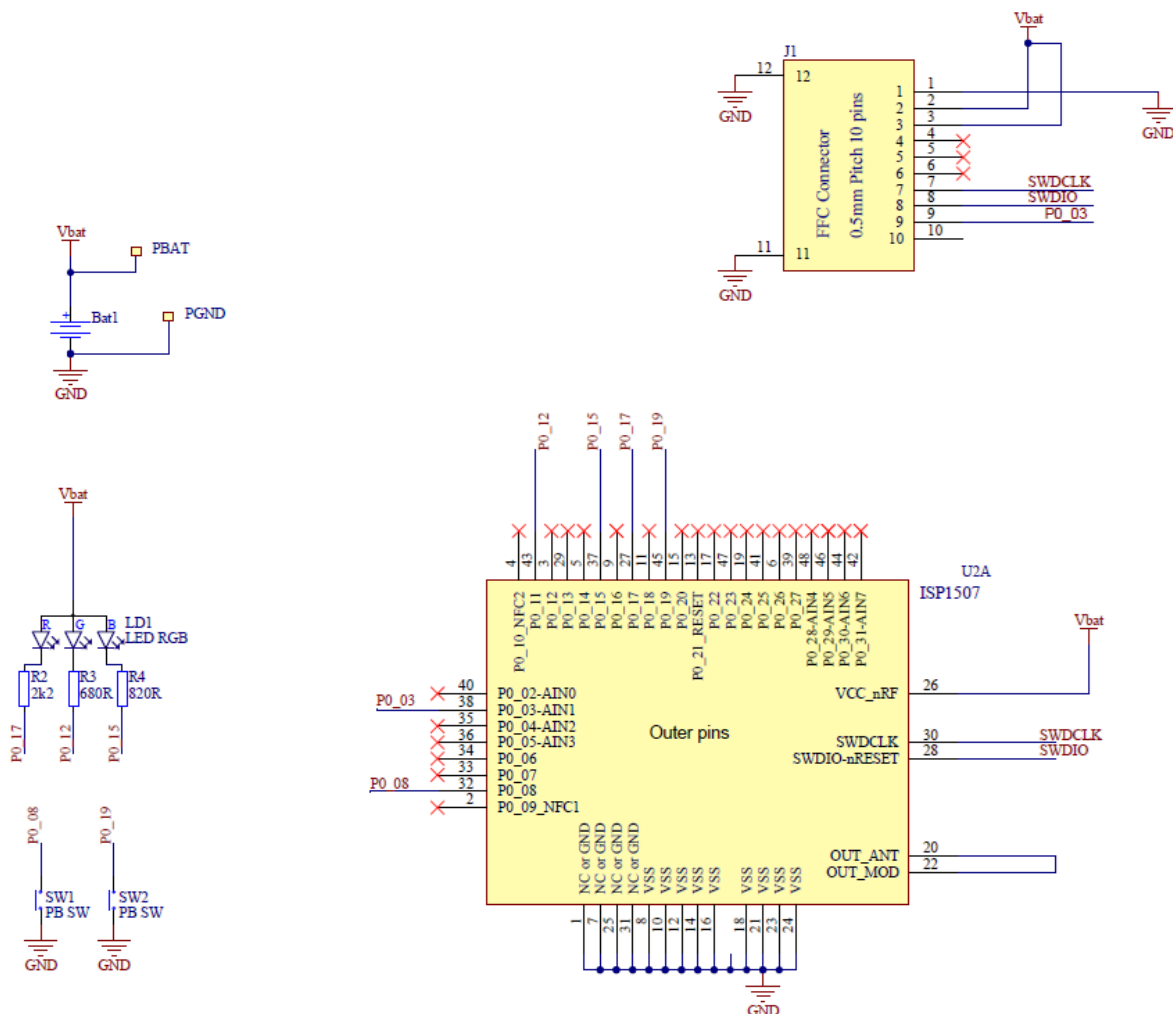 Vbat
J1
12
12
FFC Connector
0.5mm Pitch 10 pins
1
1
2
2
3
3
4
4
5
5
6
6
7
7
SWDCLK
8
8
SWDIO
9
9
P0_03
10
10
11
11
GND
GND
GND
Vbat
PBAT
+
Bat1
PGND
GND
Vbat
R
G
B
LD1
LED RGB
R2
2k2
R3
680R
R4
820R
P0_17
P0_12
P0_15
P0_08
P0_19
SW1
PB SW
SW2
PB SW
GND
GND
P0_12
P0_15
P0_17
P0_19
4
43
3
29
5
37
9
27
11
45
15
13
17
47
19
41
6
39
48
46
44
42
U2A
ISP1507
P0_10_NFC2
P0_11
P0_12
P0_13
P0_14
P0_15
P0_16
P0_17
P0_18
P0_19
P0_20
P0_21_RESET
P0_22
P0_23
P0_24
P0_25
P0_26
P0_27
P0_28-AIN4
P0_29-AIN5
P0_30-AIN6
P0_31-AIN7
40
P0_02-AIN0
P0_03
38
P0_03-AIN1
35
P0_04-AIN2
36
P0_05-AIN3
34
P0_06
33
P0_07
P0_08
32
P0_08
2
P0_09_NFC1
Outer pins
Vbat
VCC_nRF
26
SWDCLK
30
SWDCLK
SWDIO-nRESET
28
SWDIO
OUT_ANT
20
OUT_MOD
22
NC or GND
NC or GND
NC or GND
NC or GND
VSS
VSS
VSS
VSS
VSS
VSS
VSS
VSS
VSS
1
7
25
31
8
10
12
14
16
18
21
23
24
GND